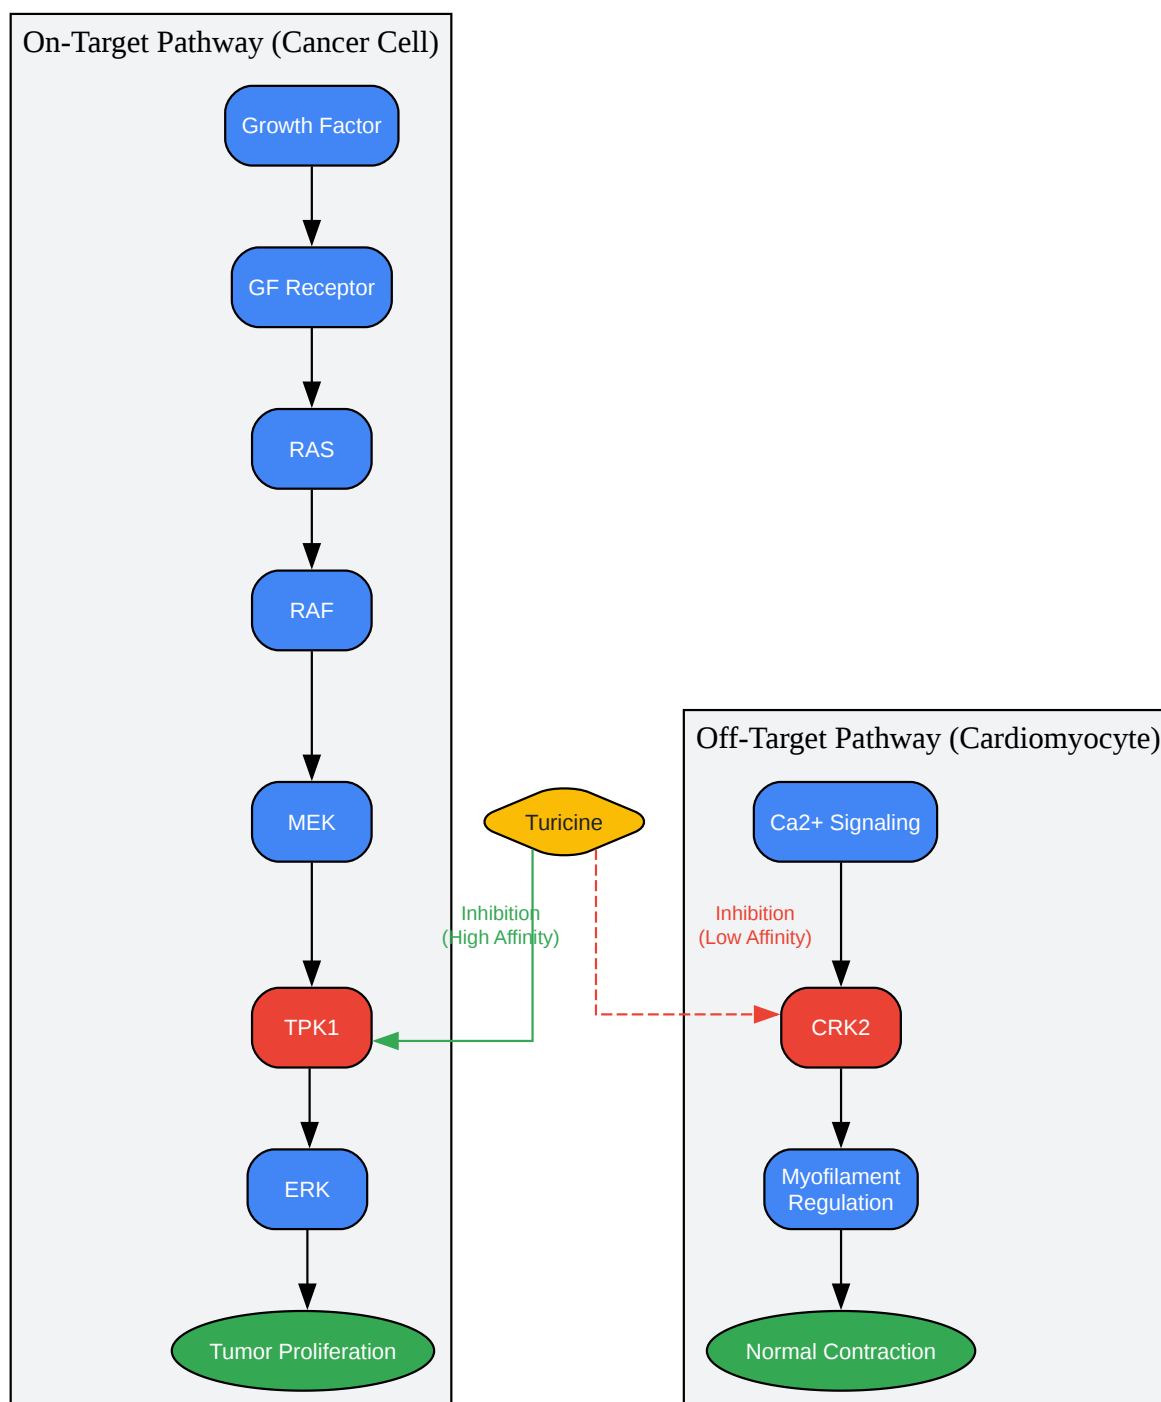 On-Target Pathway (Cancer Cell)
Growth Factor
GF Receptor
RAS
RAF
MEK
TPK1
ERK
Tumor Proliferation
Turicine
Inhibition
(High Affinity)
Inhibition
(Low Affinity)
Off-Target Pathway (Cardiomyocyte)
Ca2+ Signaling
CRK2
Myofilament
Regulation
Normal Contraction